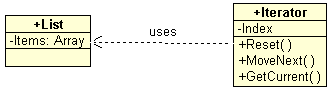 +List
-Items: Array
uses
+Iterator
-Index
+Reset( )
+MoveNext( )
+GetCurrent( )